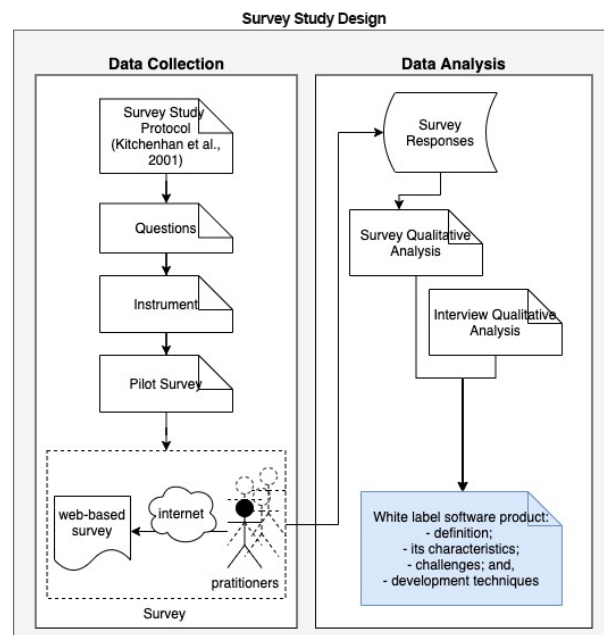 Survey Study Design
Data Collection
Survey Study
Protocol
(Kitchenhan et al.,
2001)
Questions
Instrument
Pilot Survey
web-based
survey
internet
pratitioners
Survey
Data Analysis
Survey
Responses
Survey Qualitative
Analysis
Interview Qualitative
Analysis
White label software product:
- definition;
- its characteristics;
- challenges; and,
- development techniques